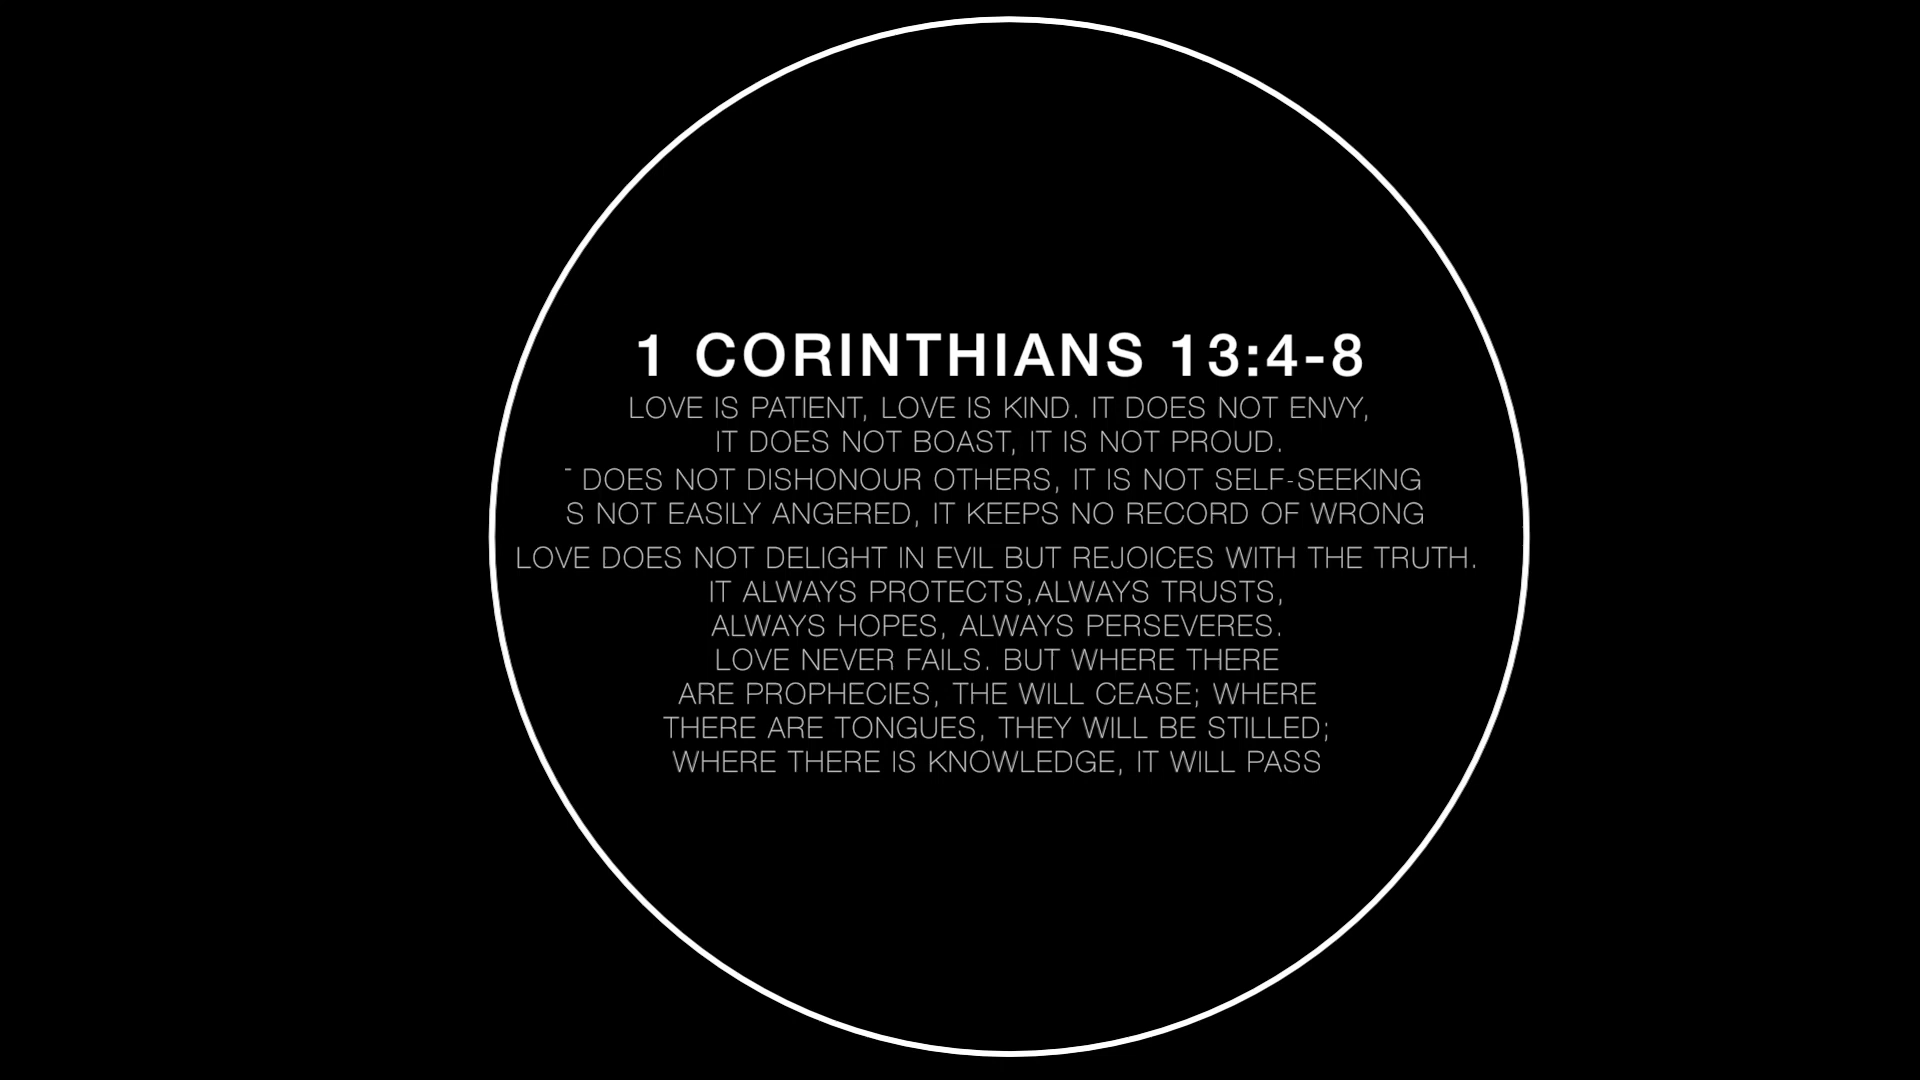 1 CORINTHIANS 13:4-8
LOVE IS PATIENT, LOVE IS KIND. IT DOES NOT ENVY,
IT DOES NOT BOAST, IT IS NOT PROUD.
DOES NOT DISHONOUR OTHERS, IT IS NOT SELF-SEEKING
S NOT EASILY ANGERED, IT KEEPS NO RECORD OF WRONG
LOVE DOES NOT DELIGHT IN EVIL BUT REJOICES WITH THE TRUTH.
IT ALWAYS PROTECTS,ALWAYS TRUSTS,
ALWAYS HOPES, ALWAYS PERSEVERES.
LOVE NEVER FAILS. BUT WHERE THERE
ARE PROPHECIES, THE WILL CEASE; WHERE
THERE ARE TONGUES, THEY WILL BE STILLED;
WHERE THERE IS KNOWLEDGE, IT WILL PASS